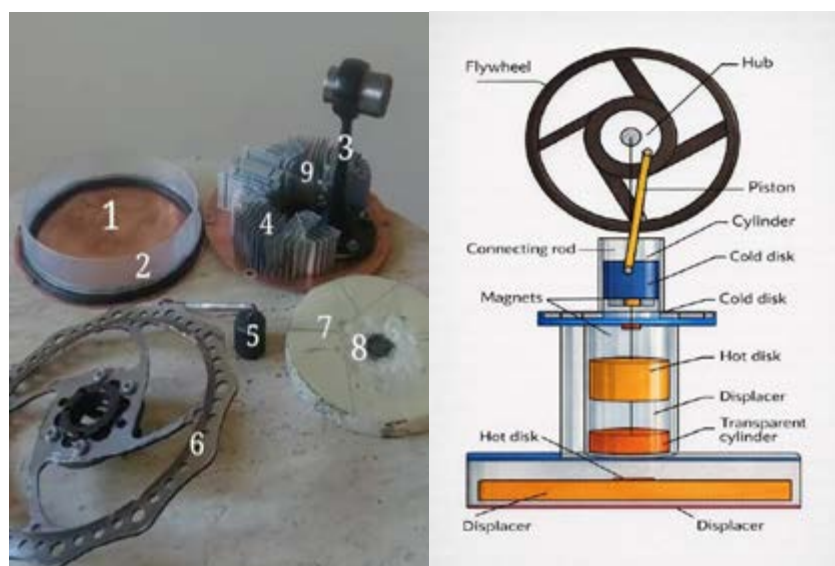 1
2
3
4
9
5
6
7
8
Flywheel
Hub
Piston
Cylinder
Connecting rod
Cold disk
Magnets
Cold disk
Hot disk
Displacer
Transparent
cylinder
Hot disk
Displacer
Displacer